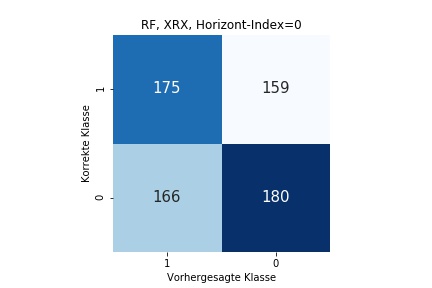 RF, XRX, Horizont-Index=0
Korrekte Klasse
1
175
159
0
166
180
1
0
Vorhergesagte Klasse